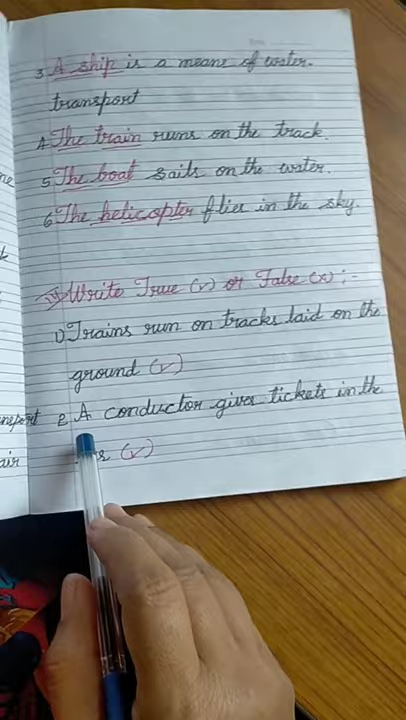 3. A ship is a means of water.
transport
4. The train runs on the track.
5. The boat sails on the water.
6. The helicopter flies in the sky.
Write True (✓) or False (x) :-
1) Trains run on tracks laid on the
ground (✓)
2. A conductor gives tickets in the
(✓)
air